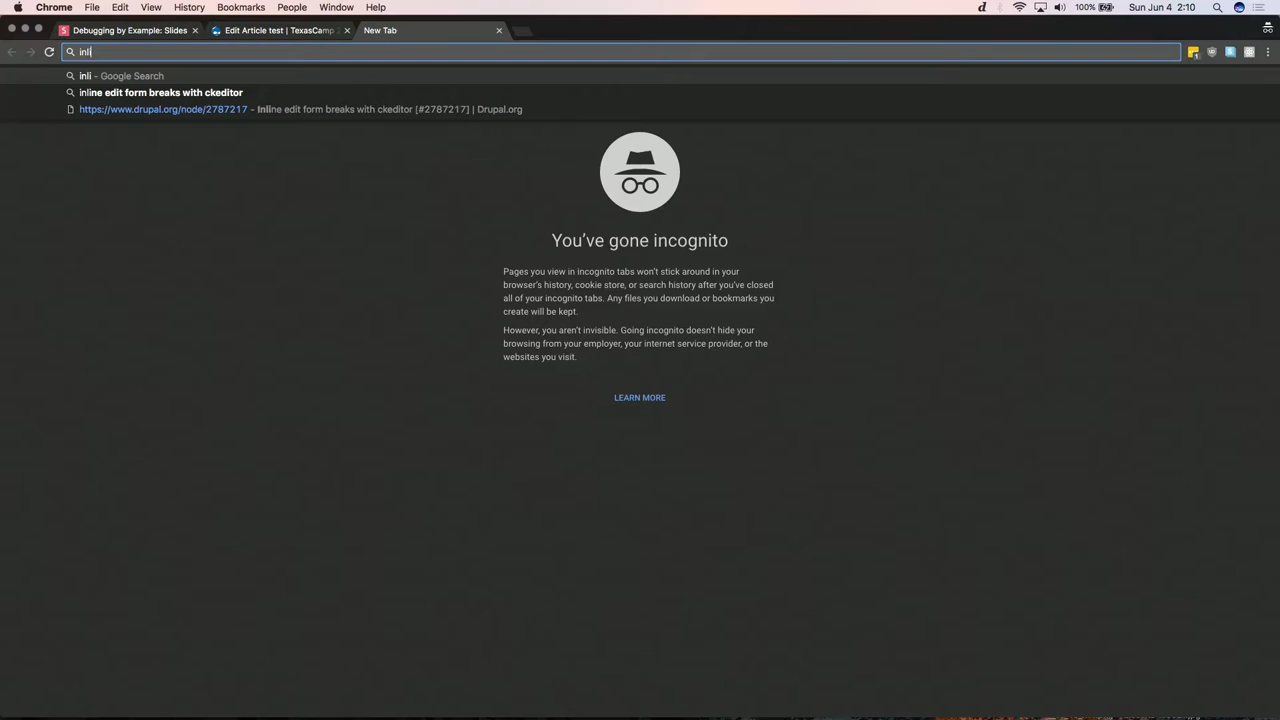 Chrome File Edit View History Bookmarks People Window Help
100% Sun Jun 4 2:10
Debugging by Example: Slides
Edit Article test | TexasCamp
New Tab
inli
inli – Google Search
inline edit form breaks with ckeditor
https://www.drupal.org/node/2787217 – Inline edit form breaks with ckeditor [#2787217] | Drupal.org
You've gone incognito
Pages you view in incognito tabs won't stick around in your
browser's history, cookie store, or search history after you've closed
all of your incognito tabs. Any files you download or bookmarks you
create will be kept.
However, you aren't invisible. Going incognito doesn't hide your
browsing from your employer, your internet service provider, or the
websites you visit.
LEARN MORE